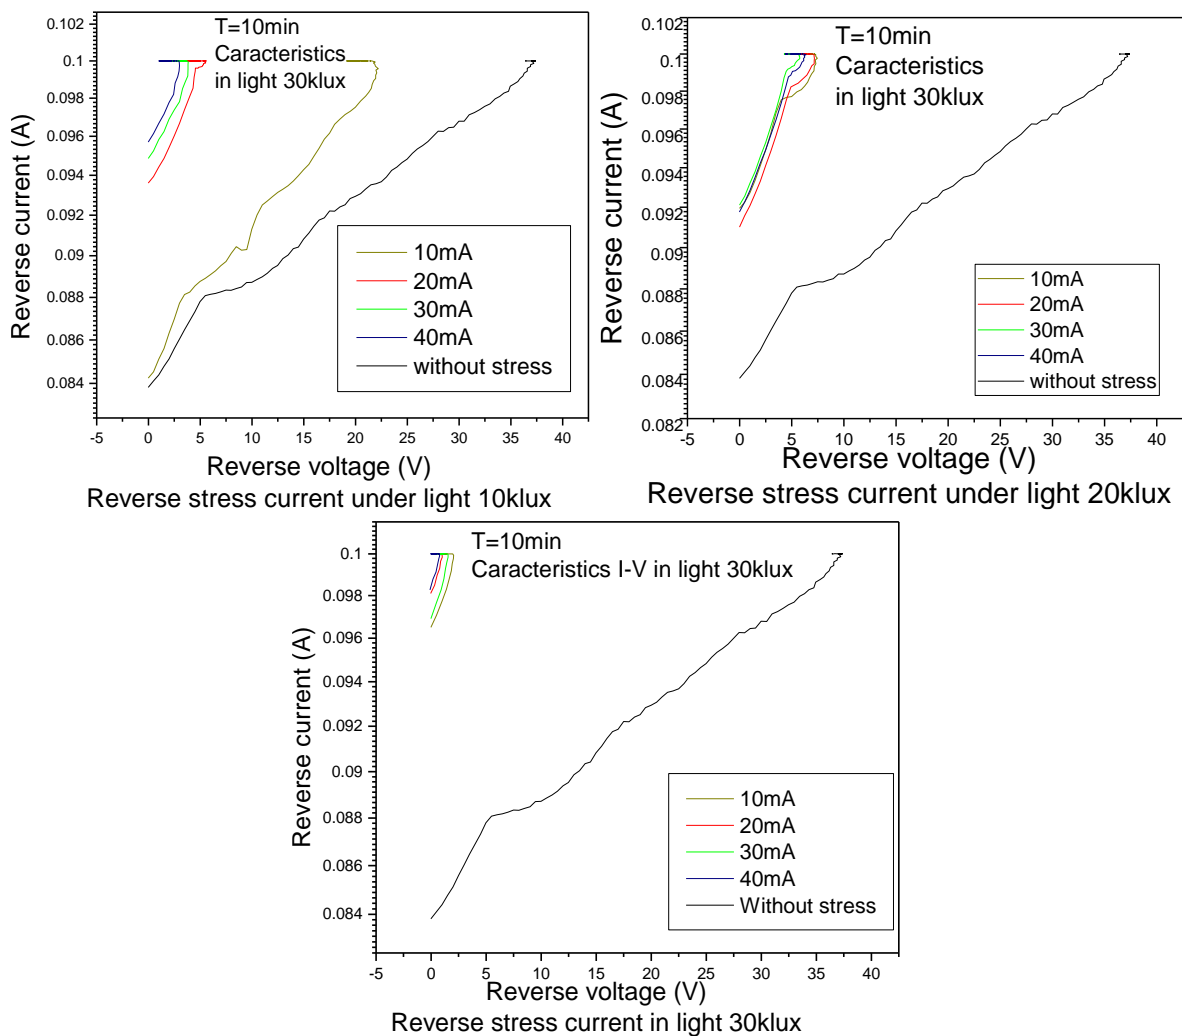 T=10min
Caracteristics
in light 30klux
Reverse current (A)
0.102
0.1
0.098
0.096
0.094
0.092
0.09
0.088
0.086
0.084
-5 0 5 10 15 20 25 30 35 40
10mA
20mA
30mA
40mA
without stress
Reverse voltage (V)
Reverse stress current under light 10klux
T=10min
Caracteristics
in light 30klux
Reverse current (A)
0.102
0.1
0.098
0.096
0.094
0.092
0.09
0.088
0.086
0.084
0.082
-5 0 5 10 15 20 25 30 35 40
10mA
20mA
30mA
40mA
without stress
Reverse voltage (V)
Reverse stress current under light 20klux
T=10min
Caracteristics I-V in light 30klux
Reverse current (A)
0.1
0.098
0.096
0.094
0.092
0.09
0.088
0.086
0.084
-5 0 5 10 15 20 25 30 35 40
10mA
20mA
30mA
40mA
Without stress
Reverse voltage (V)
Reverse stress current in light 30klux